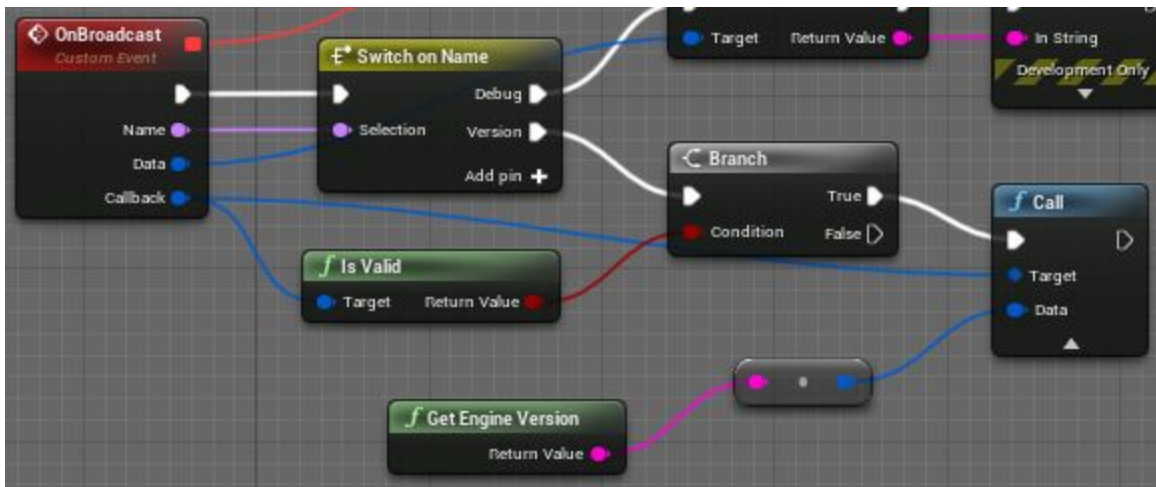 OnBroadcast
Custom Event
Name
Data
Callback
Switch on Name
Debug
Selection
Version
Add pin
Target
Return Value
In String
Development Only
Branch
True
Condition
False
Is Valid
Target
Return Value
Call
Target
Data
Get Engine Version
Return Value